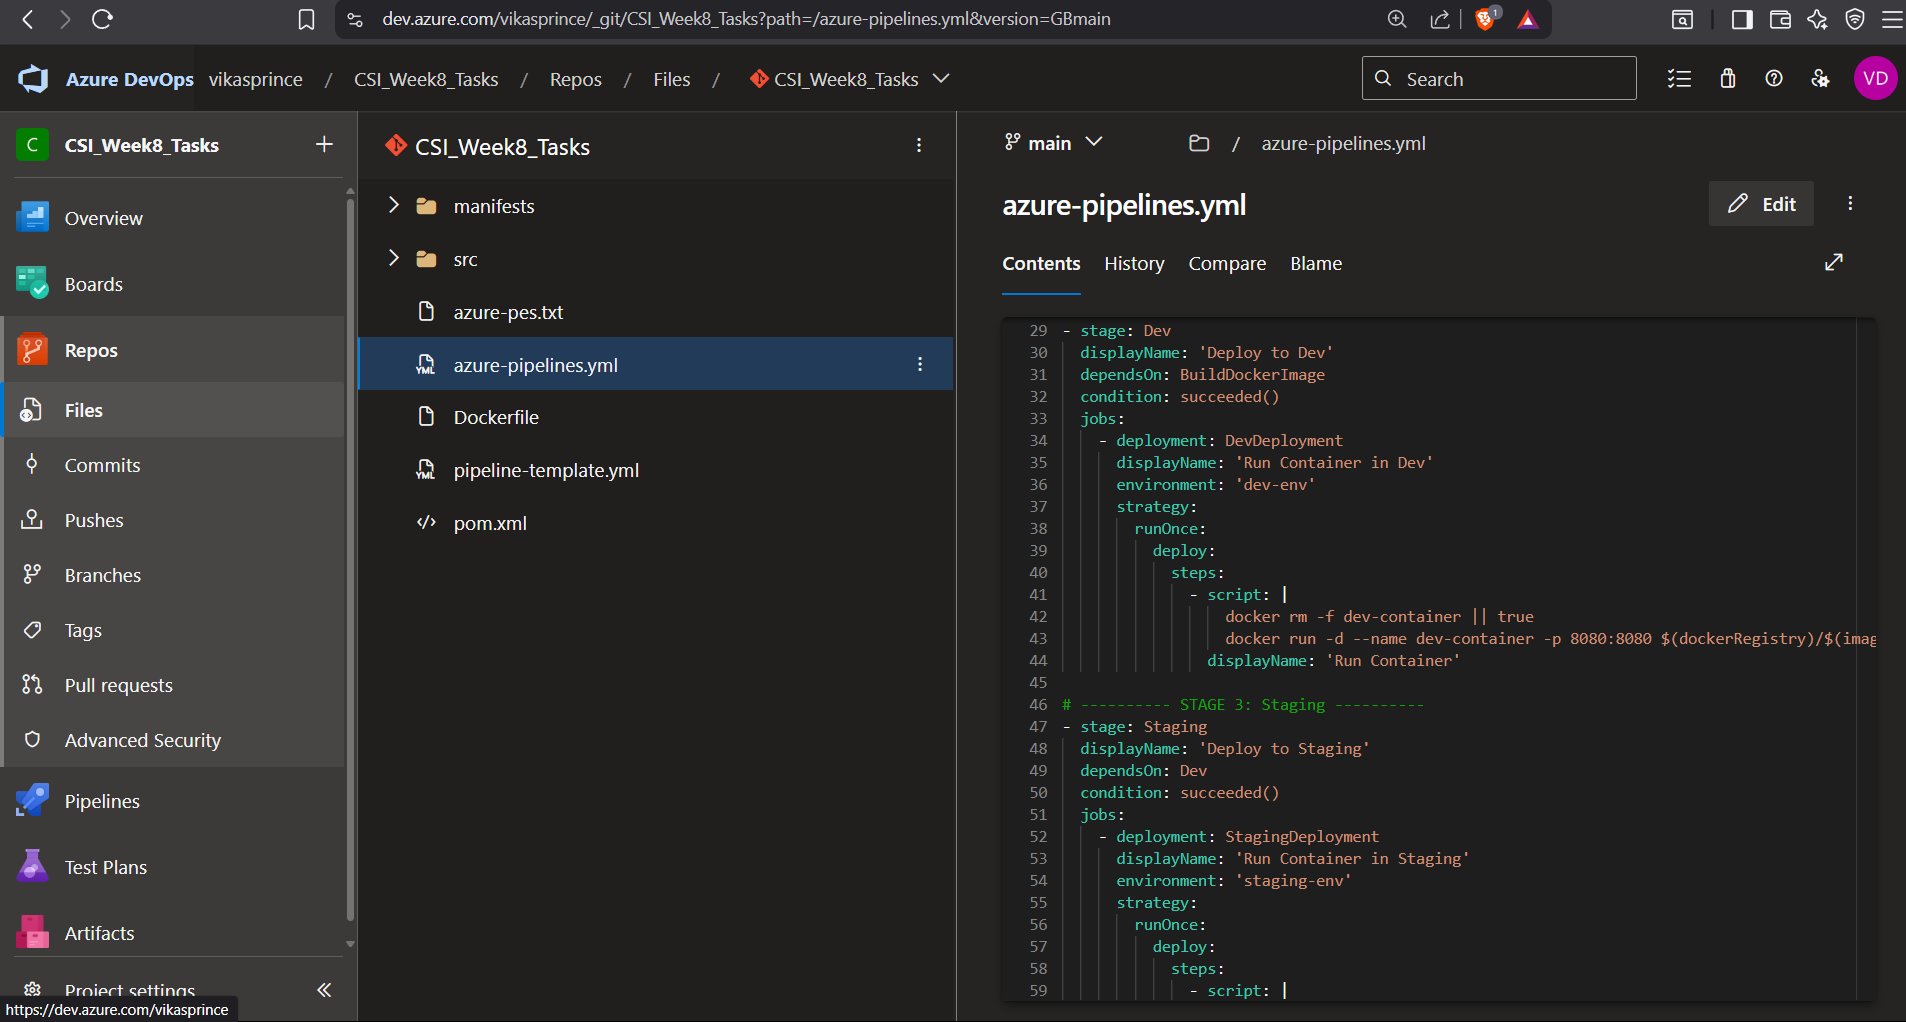 dev.azure.com/vikasprince/_git/CSI_Week8_Tasks?path=/azure-pipelines.yml&version=GBmain
1
Azure DevOps vikasprince / CSI_Week8_Tasks / Repos / Files / CSI_Week8_Tasks
Search
VD
C CSI_Week8_Tasks +
Overview
Boards
Repos
Files
Commits
Pushes
Branches
Tags
Pull requests
Advanced Security
Pipelines
Test Plans
Artifacts
Project settings
https://dev.azure.com/vikasprince
CSI_Week8_Tasks
manifests
src
azure-pes.txt
YML azure-pipelines.yml
Dockerfile
YML pipeline-template.yml
</> pom.xml
main / azure-pipelines.yml
azure-pipelines.yml
Edit
Contents History Compare Blame
29 - stage: Dev
30 displayName: 'Deploy to Dev'
31 dependsOn: BuildDockerImage
32 condition: succeeded()
33 jobs:
34 - deployment: DevDeployment
35 displayName: 'Run Container in Dev'
36 environment: 'dev-env'
37 strategy:
38 runOnce:
39 deploy:
40 steps:
41 - script: |
42 docker rm -f dev-container || true
43 docker run -d --name dev-container -p 8080:8080 $(dockerRegistry)/$(imag
44 displayName: 'Run Container'
45
46 # ---------- STAGE 3: Staging ----------
47 - stage: Staging
48 displayName: 'Deploy to Staging'
49 dependsOn: Dev
50 condition: succeeded()
51 jobs:
52 - deployment: StagingDeployment
53 displayName: 'Run Container in Staging'
54 environment: 'staging-env'
55 strategy:
56 runOnce:
57 deploy:
58 steps:
59 - script: |